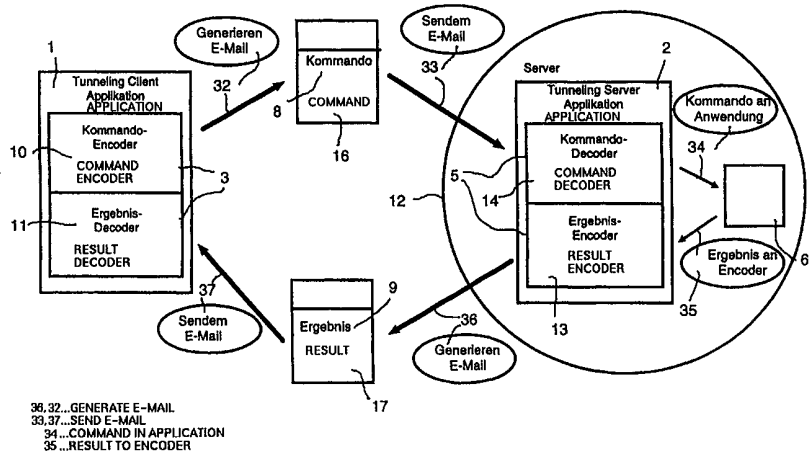 1
Tunneling Client
Applikation
APPLICATION
Kommando-
Encoder
10
COMMAND
ENCODER
3
11
Ergebnis-
Decoder
RESULT
DECODER
Generieren
E-Mail
32
Kommando
8
COMMAND
16
Sendem
E-Mail
33
Server
2
Tunneling Server
Applikation
APPLICATION
Kommando-
Decoder
5
14
COMMAND
DECODER
12
Ergebnis-
Encoder
RESULT
ENCODER
13
Kommando an
Anwendung
34
6
Ergebnis an
Encoder
35
37
Sendem
E-Mail
9
Ergebnis
RESULT
17
36
Generieren
E-Mail
36,32...GENERATE E-MAIL
33,37...SEND E-MAIL
34...COMMAND IN APPLICATION
35...RESULT TO ENCODER